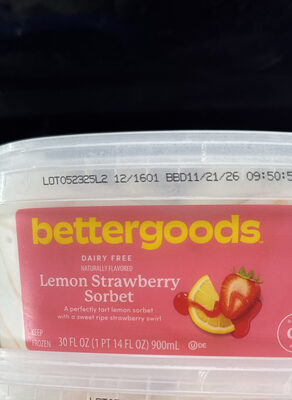 LOT052325L2 12/1601 BBD11/21/26 09:50:5
bettergoods
DAIRY FREE
NATURALLY FLAVORED
Lemon Strawberry
Sorbet
A perfectly tart lemon sorbet
with a sweet ripe strawberry swirl
KEEP
FROZEN
30 FL OZ (1 PT 14 FL OZ) 900mL
UDE